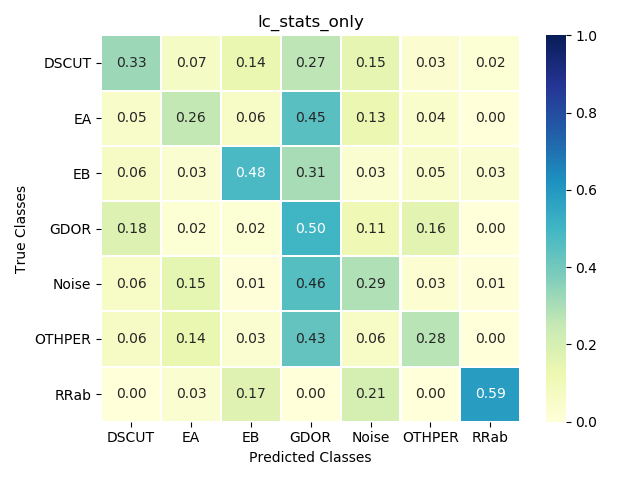 lc_stats_only
True Classes
DSCUT 0.33 0.07 0.14 0.27 0.15 0.03 0.02
EA 0.05 0.26 0.06 0.45 0.13 0.04 0.00
EB 0.06 0.03 0.48 0.31 0.03 0.05 0.03
GDOR 0.18 0.02 0.02 0.50 0.11 0.16 0.00
Noise 0.06 0.15 0.01 0.46 0.29 0.03 0.01
OTHPER 0.06 0.14 0.03 0.43 0.06 0.28 0.00
RRab 0.00 0.03 0.17 0.00 0.21 0.00 0.59
DSCUT EA EB GDOR Noise OTHPER RRab
Predicted Classes
1.0
0.8
0.6
0.4
0.2
0.0